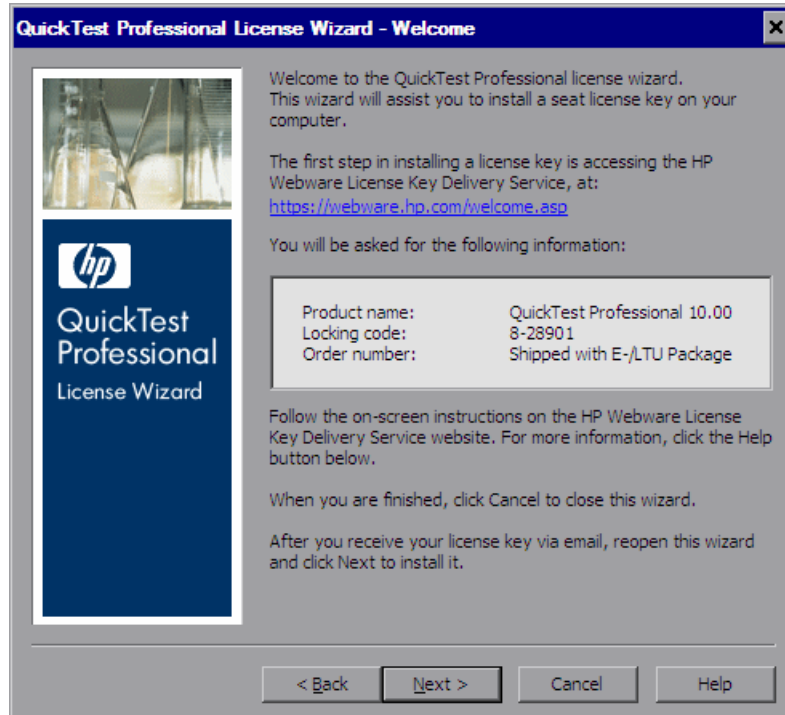 QuickTest Professional License Wizard - Welcome
Welcome to the QuickTest Professional license wizard.
This wizard will assist you to install a seat license key on your
computer.
The first step in installing a license key is accessing the HP
Webware License Key Delivery Service, at:
https://webware.hp.com/welcome.asp
You will be asked for the following information:
hp
QuickTest
Professional
License Wizard
Product name: QuickTest Professional 10.00
Locking code: 8-28901
Order number: Shipped with E-/LTU Package
Follow the on-screen instructions on the HP Webware License
Key Delivery Service website. For more information, click the Help
button below.
When you are finished, click Cancel to close this wizard.
After you receive your license key via email, reopen this wizard
and click Next to install it.
< Back Next > Cancel Help